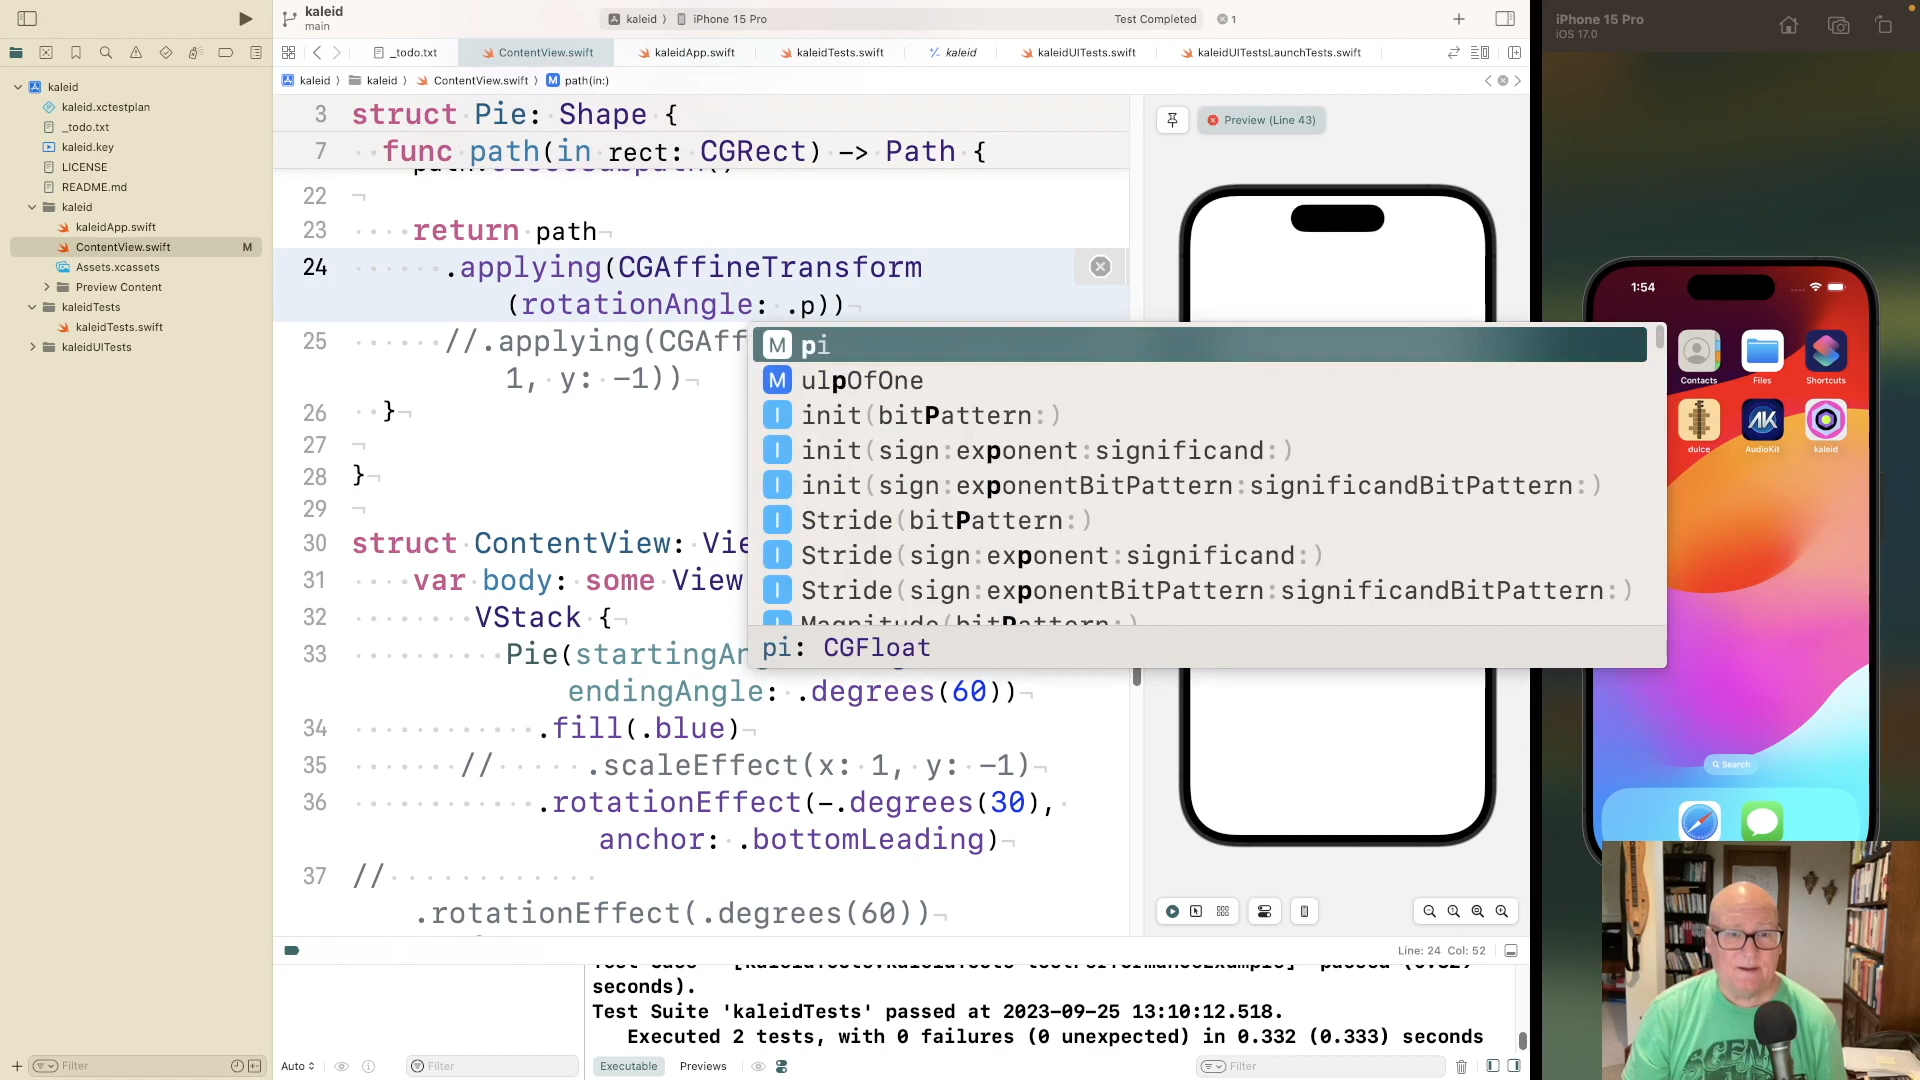 kaleid
main
kaleid ⟩ iPhone 15 Pro
Test Completed
1
iPhone 15 Pro
iOS 17.0
_todo.txt
ContentView.swift
kaleidApp.swift
kaleidTests.swift
kaleid
kaleidUITests.swift
kaleidUITestsLaunchTests.swift
kaleid ⟩ kaleid ⟩ ContentView.swift ⟩ M path(in:)
kaleid
kaleid.xctestplan
_todo.txt
kaleid.key
LICENSE
README.md
kaleid
kaleidApp.swift
ContentView.swift M
Assets.xcassets
Preview Content
kaleidTests
kaleidTests.swift
kaleidUITests
3 struct Pie: Shape {
7 func path(in rect: CGRect) -> Path {
22
23 return path
24 .applying(CGAffineTransform
(rotationAngle: .p))
25 //.applying(CGAff
1, y: -1))
26 }
27
28 }
29
30 struct ContentView: Vie
31 var body: some View
32 VStack {
33 Pie(startingAn
endingAngle: .degrees(60))
34 .fill(.blue)
35 // .scaleEffect(x: 1, y: -1)
36 .rotationEffect(-.degrees(30),
anchor: .bottomLeading)
37 //
.rotationEffect(.degrees(60))
M pi
M ulpOfOne
I init(bitPattern:)
I init(sign:exponent:significand:)
I init(sign:exponentBitPattern:significandBitPattern:)
I Stride(bitPattern:)
I Stride(sign:exponent:significand:)
I Stride(sign:exponentBitPattern:significandBitPattern:)
I Magnitude(bitPattern:)
pi: CGFloat
Preview (Line 43)
1:54
Contacts
Files
Shortcuts
dulce
AudioKit
kaleid
Search
Line: 24 Col: 52
seconds).
Test Suite 'kaleidTests' passed at 2023-09-25 13:10:12.518.
Executed 2 tests, with 0 failures (0 unexpected) in 0.332 (0.333) seconds
Filter
Auto
Filter
Executable
Previews
Filter